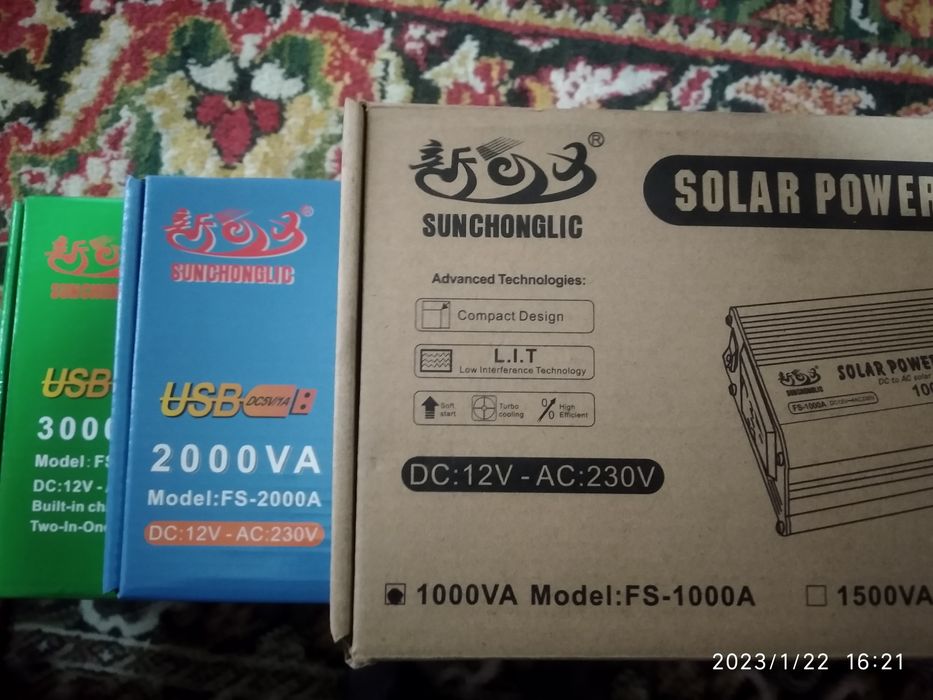 SUNCHONGLIC
USB
Model:
DC:12V -
Built-in
Two-In-One
®
SUNCHONGLIC
USB DC5V/1A
2000VA
Model:FS-2000A
DC:12V - AC:230V
®
SUNCHONGLIC
SOLAR POWER
Advanced Technologies:
Compact Design
L.I.T
Low Interference Technology
Soft start
Turbo cooling
High Efficient
DC:12V - AC:230V
SOLAR POWER
DC to AC solar
SUNCHONGLIC
FS-1000A DC12V-AC230V
1000VA Model:FS-1000A
1500VA
2023/1/22 16:21